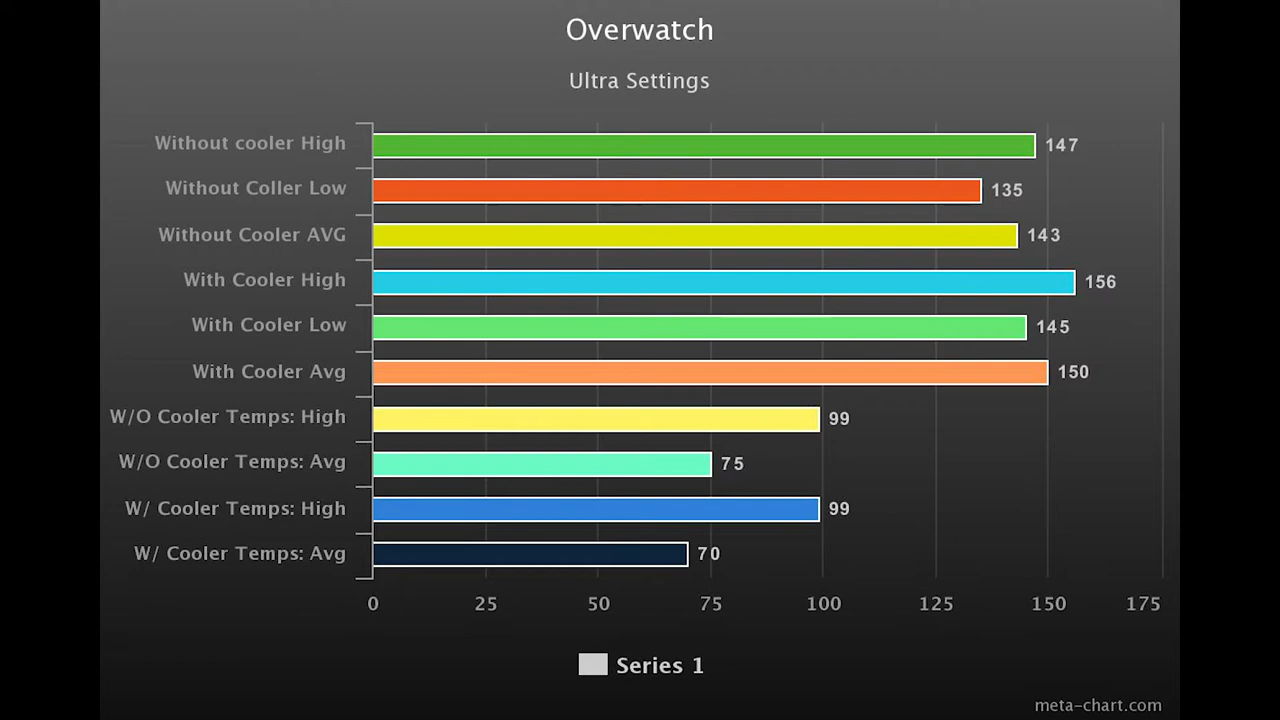 Overwatch
Ultra Settings
Without cooler High 147
Without Coller Low 135
Without Cooler AVG 143
With Cooler High 156
With Cooler Low 145
With Cooler Avg 150
W/O Cooler Temps: High 99
W/O Cooler Temps: Avg 75
W/ Cooler Temps: High 99
W/ Cooler Temps: Avg 70
0 25 50 75 100 125 150 175
Series 1
meta-chart.com